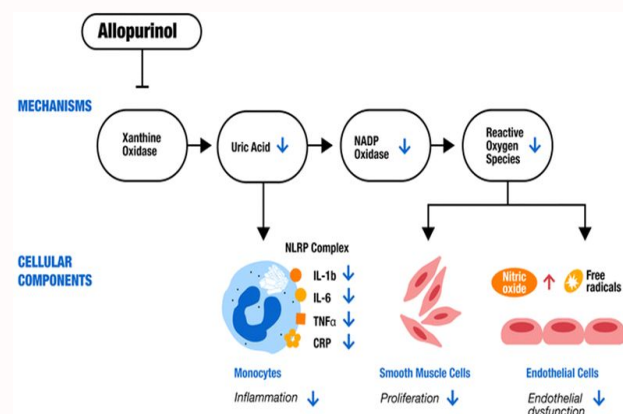 Allopurinol
MECHANISMS
Xanthine
Oxidase
Uric Acid ↓
NADP
Oxidase ↓
Reactive
Oxygen
Species ↓
CELLULAR
COMPONENTS
NLRP Complex
IL-1b ↓
IL-6 ↓
TNFα ↓
CRP ↓
Nitric
oxide ↑
Free
radicals
Monocytes
Inflammation ↓
Smooth Muscle Cells
Proliferation ↓
Endothelial Cells
Endothelial ↓
dysfunction